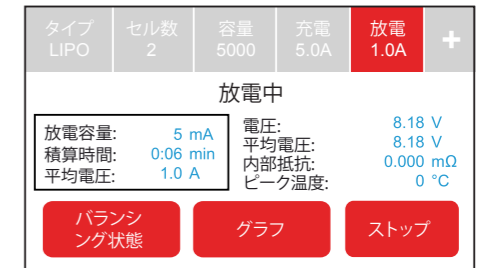 タイプ セル数 容量 充電 放電
LIPO 2 5000 5.0A 1.0A +
放電中
放電容量: 5 mA
積算時間: 0:06 min
平均電圧: 1.0 A
電圧: 8.18 V
平均電圧: 8.18 V
内部抵抗: 0.000 mΩ
ピーク温度: 0 °C
バランシ
ング状態
グラフ
ストップ